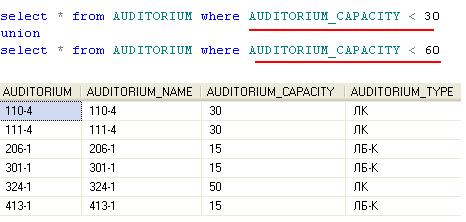 select * from AUDITORIUM where AUDITORIUM_CAPACITY < 30
union
select * from AUDITORIUM where AUDITORIUM_CAPACITY < 60
AUDITORIUM AUDITORIUM_NAME AUDITORIUM_CAPACITY AUDITORIUM_TYPE
110-4 110-4 30 ЛК
111-4 111-4 30 ЛК
206-1 206-1 15 ЛБ-К
301-1 301-1 15 ЛБ-К
324-1 324-1 50 ЛК
413-1 413-1 15 ЛБ-К